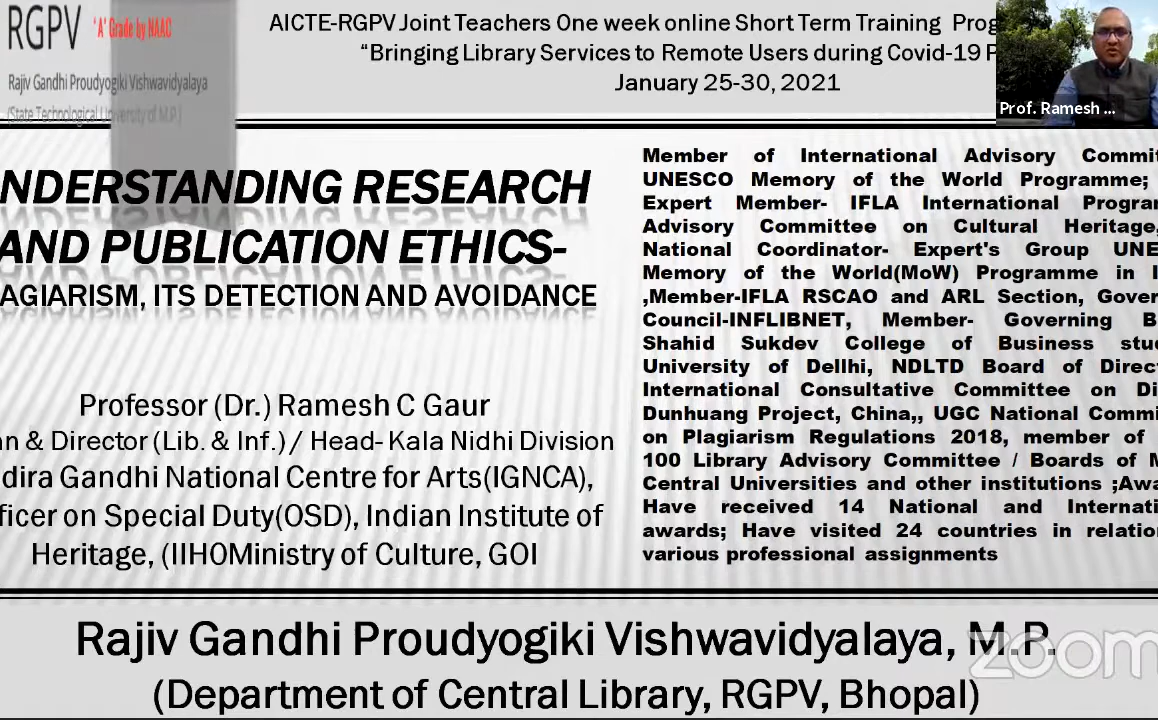 RGPV 'A' Grade by NAAC
Rajiv Gandhi Proudyogiki Vishwavidyalaya
(State Technological University of M.P.)
AICTE-RGPV Joint Teachers One week online Short Term Training Prog
“Bringing Library Services to Remote Users during Covid-19 P
January 25-30, 2021
Prof. Ramesh ...
NDERSTANDING RESEARCH
AND PUBLICATION ETHICS-
AGIARISM, ITS DETECTION AND AVOIDANCE
Professor (Dr.) Ramesh C Gaur
an & Director (Lib. & Inf.) / Head- Kala Nidhi Division
dira Gandhi National Centre for Arts(IGNCA),
ficer on Special Duty(OSD), Indian Institute of
Heritage, (IIHOMinistry of Culture, GOI
Member of International Advisory Commit
UNESCO Memory of the World Programme;
Expert Member- IFLA International Progra
Advisory Committee on Cultural Heritage,
National Coordinator- Expert's Group UNE
Memory of the World(MoW) Programme in I
,Member-IFLA RSCAO and ARL Section, Gover
Council-INFLIBNET, Member- Governing B
Shahid Sukdev College of Business stu
University of Dellhi, NDLTD Board of Direc
International Consultative Committee on Di
Dunhuang Project, China,, UGC National Commi
on Plagiarism Regulations 2018, member of
100 Library Advisory Committee / Boards of M
Central Universities and other institutions ;Awa
Have received 14 National and Internati
awards; Have visited 24 countries in relatio
various professional assignments
Rajiv Gandhi Proudyogiki Vishwavidyalaya, M.P.
(Department of Central Library, RGPV, Bhopal)
zoom